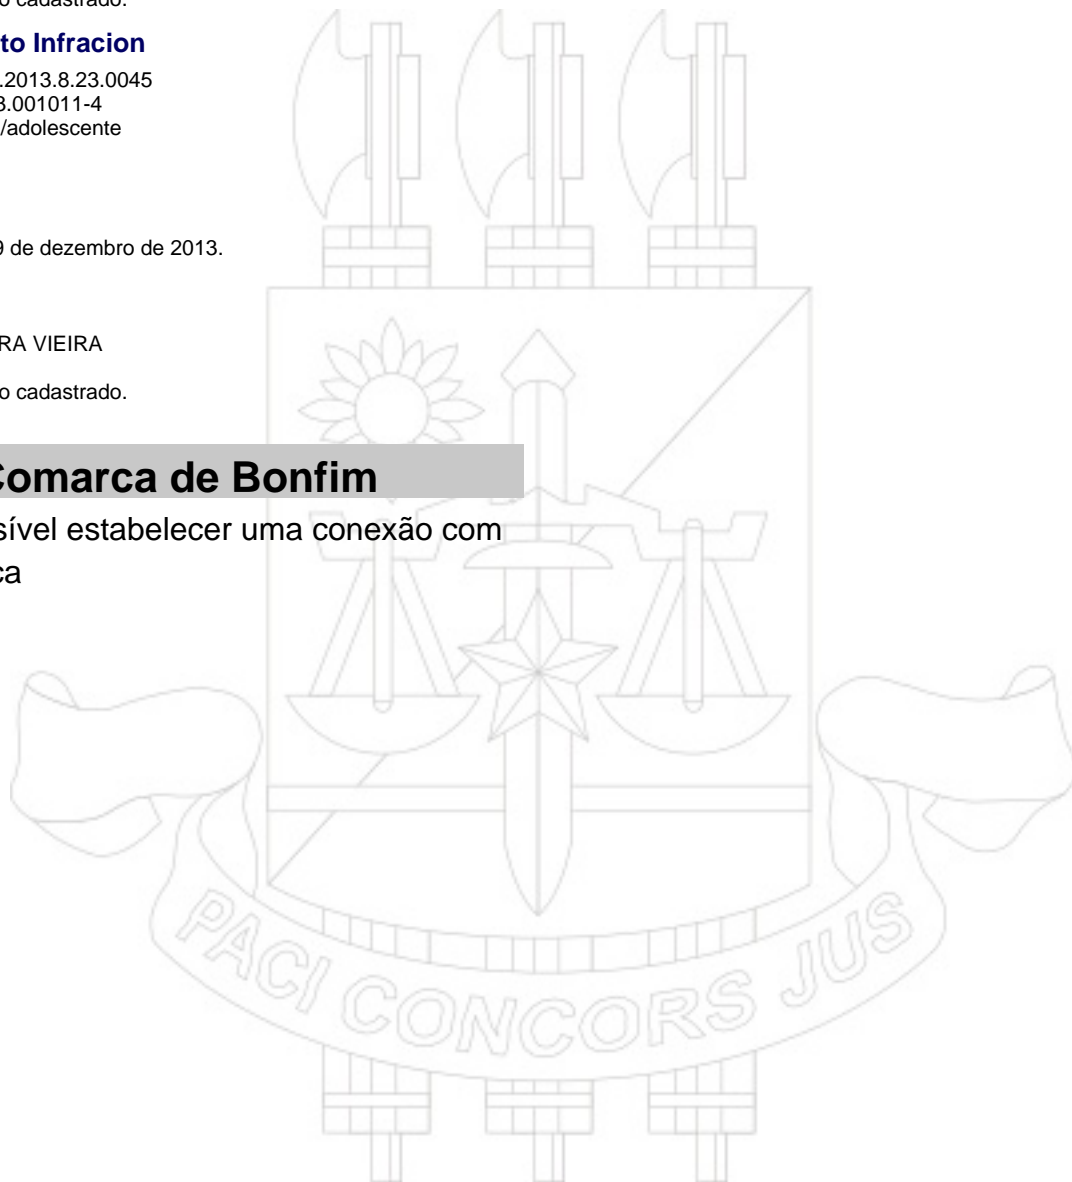 o cadastrado.
to Infracion
.2013.8.23.0045
3.001011-4
/adolescente
9 de dezembro de 2013.
RA VIEIRA
o cadastrado.
Comarca de Bonfim
sível estabelecer uma conexão com
ca
PACI CONCORS JUS